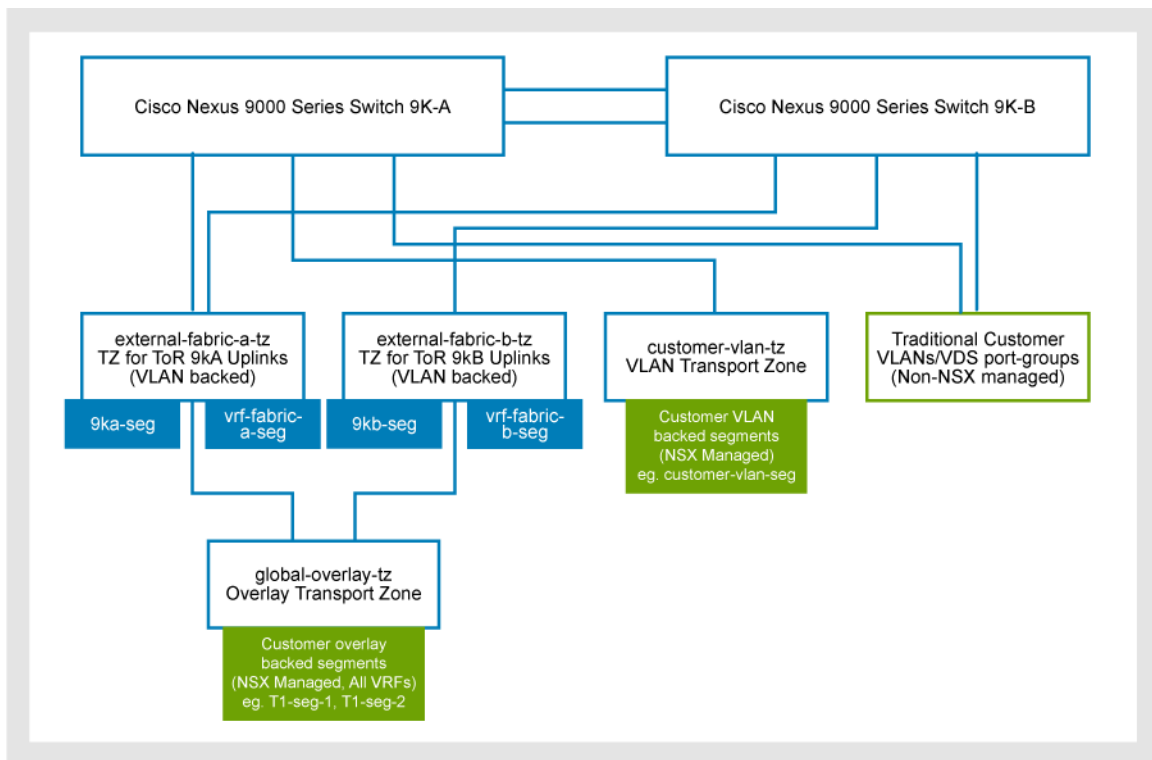 Cisco Nexus 9000 Series Switch 9K-A
Cisco Nexus 9000 Series Switch 9K-B
external-fabric-a-tz
TZ for ToR 9kA Uplinks
(VLAN backed)
9ka-seg
vrf-fabric-
a-seg
external-fabric-b-tz
TZ for ToR 9kB Uplinks
(VLAN backed)
9kb-seg
vrf-fabric-
b-seg
customer-vlan-tz
VLAN Transport Zone
Customer VLAN
backed segments
(NSX Managed)
eg. customer-vlan-seg
Traditional Customer
VLANs/VDS port-groups
(Non-NSX managed)
global-overlay-tz
Overlay Transport Zone
Customer overlay
backed segments
(NSX Managed, All VRFs)
eg. T1-seg-1, T1-seg-2